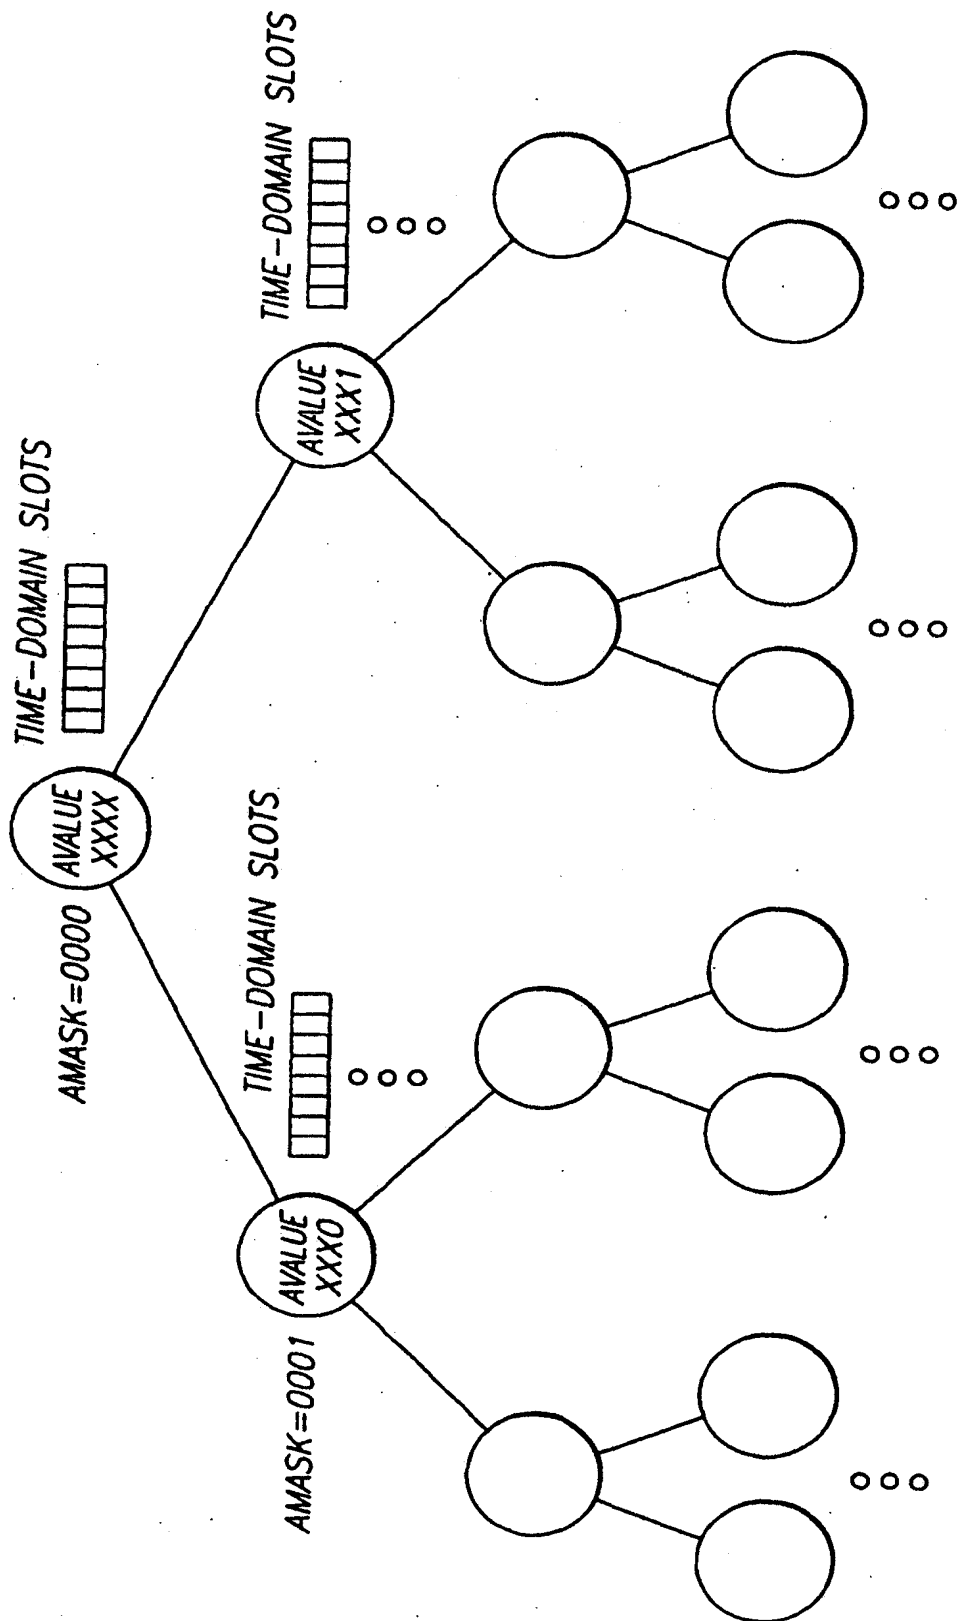 TIME-DOMAIN SLOTS
AMASK=0000
AVALUE
XXXX
TIME-DOMAIN SLOTS
TIME-DOMAIN SLOTS
AMASK=0001
AVALUE
XXX0
AVALUE
XXX1